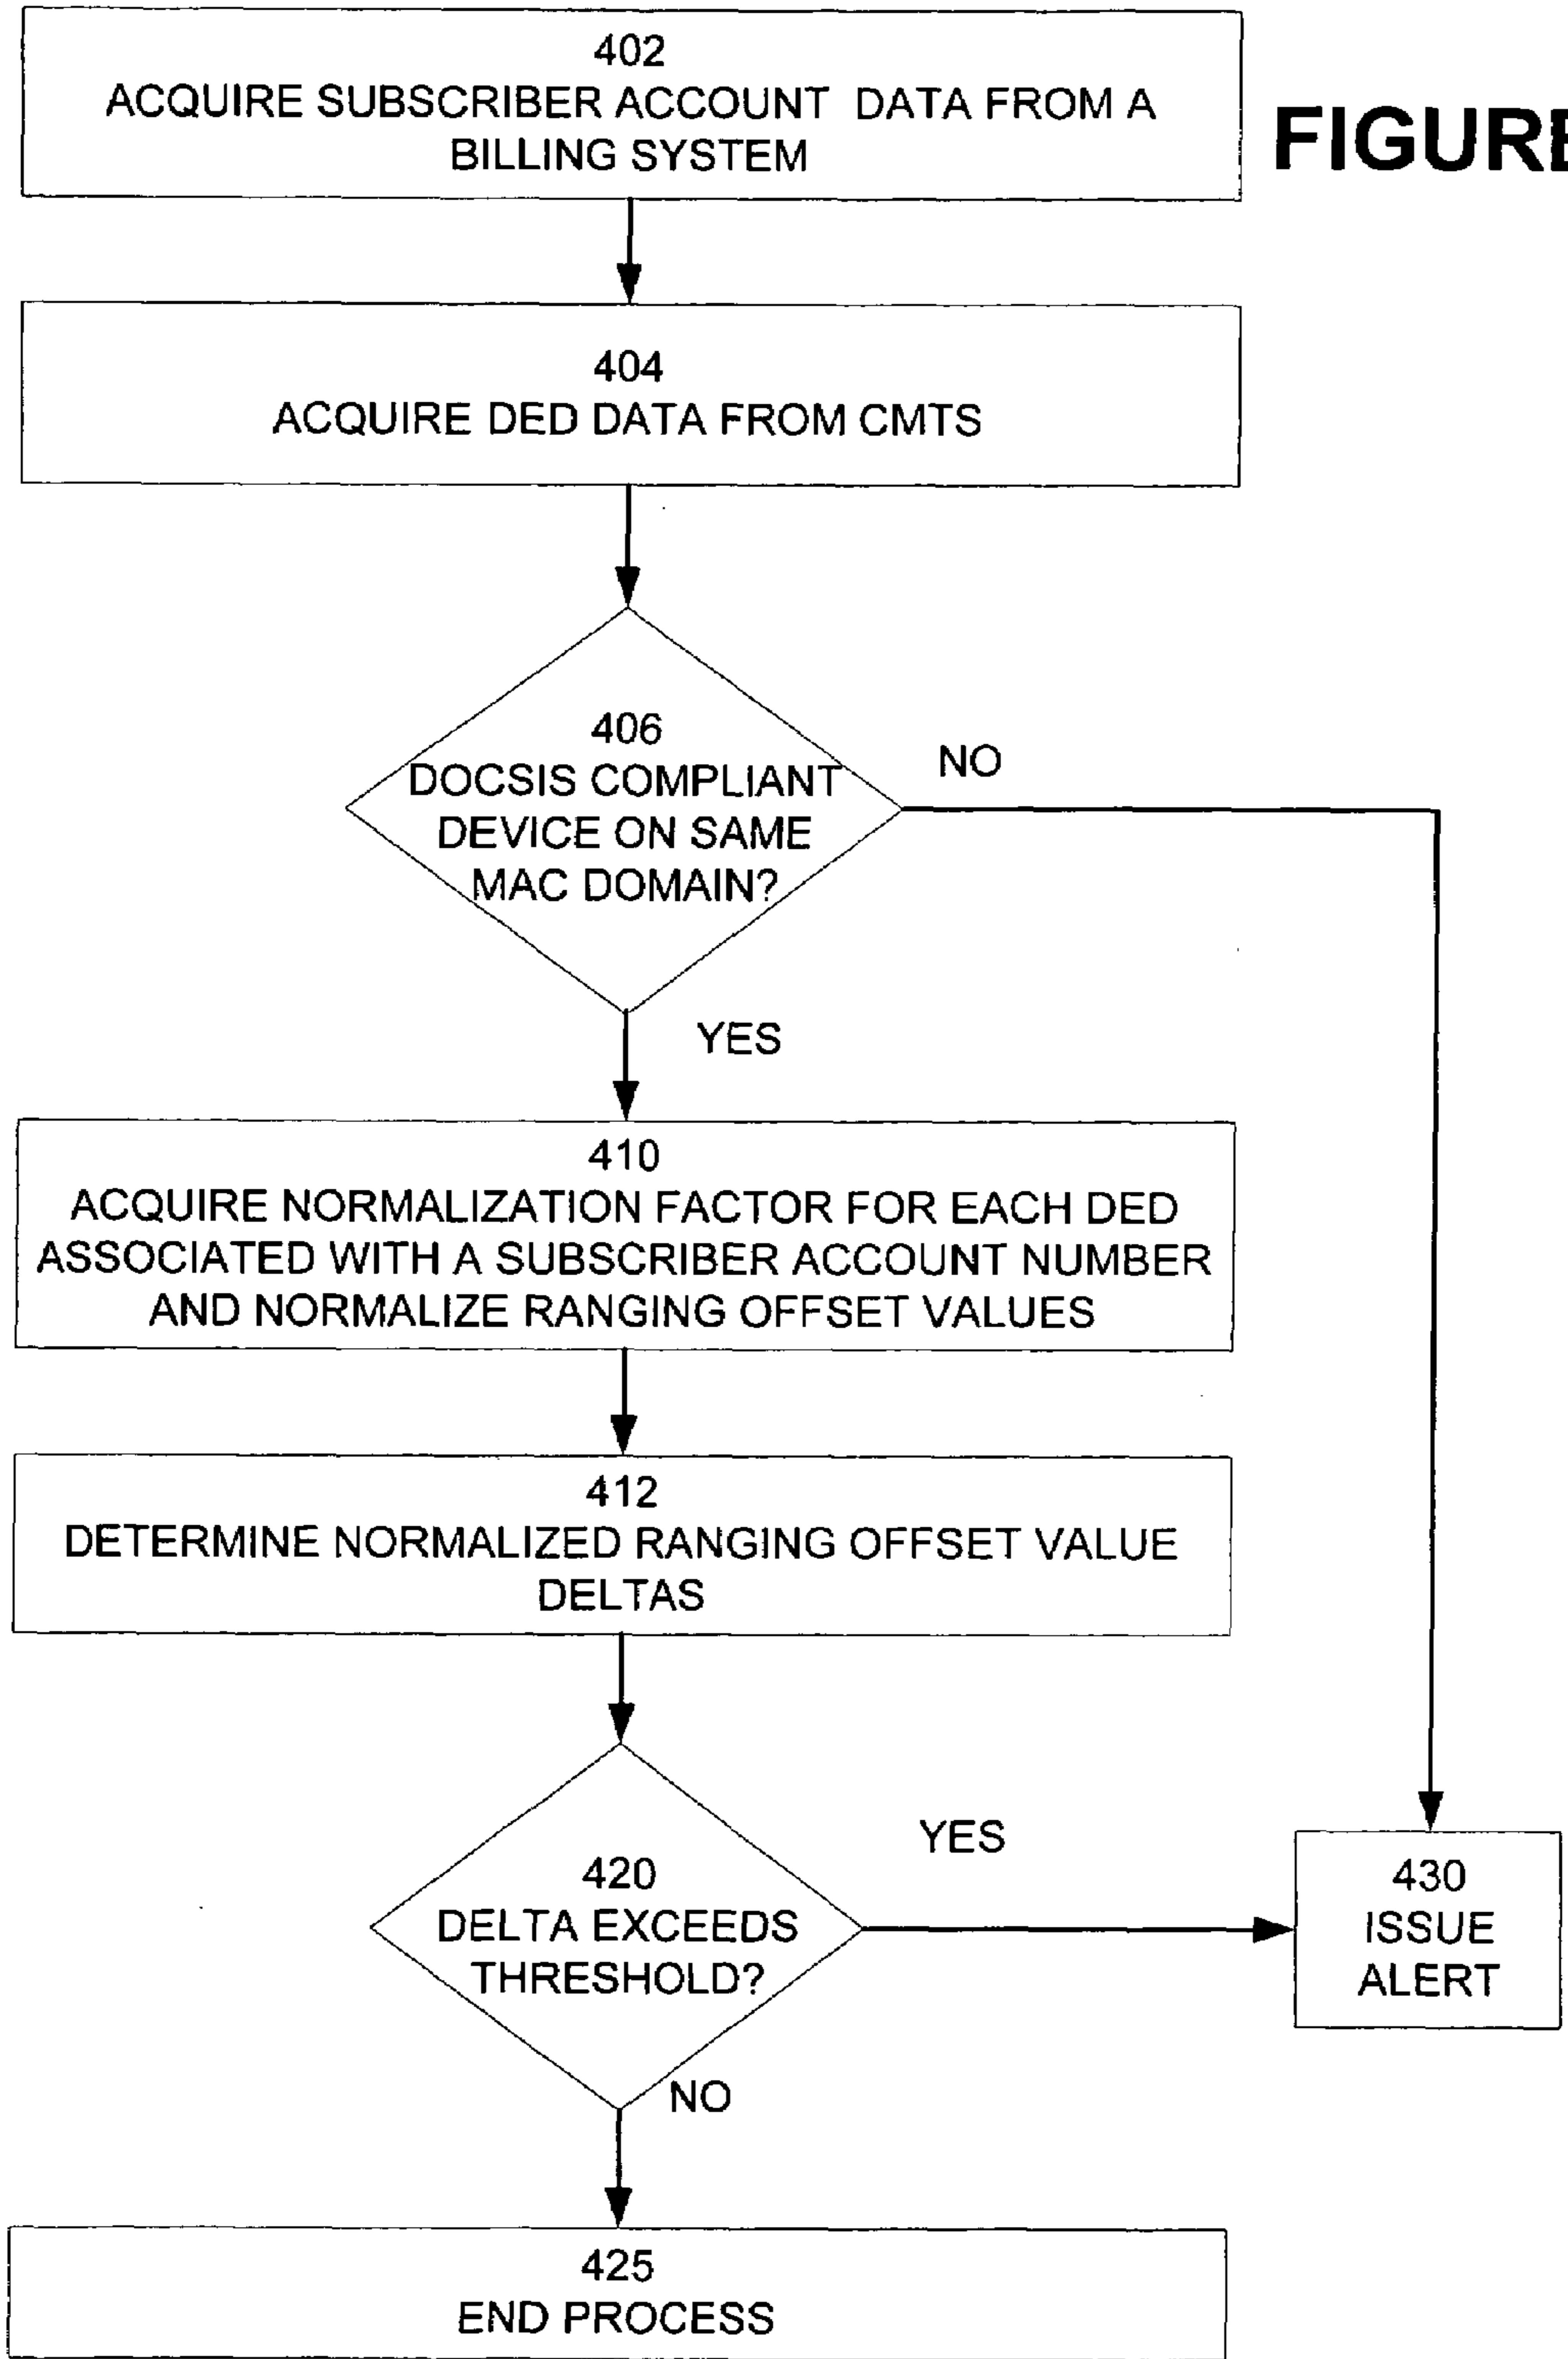 402
ACQUIRE SUBSCRIBER ACCOUNT DATA FROM A
BILLING SYSTEM
FIGURE
404
ACQUIRE DED DATA FROM CMTS
406
DOCSIS COMPLIANT
DEVICE ON SAME
MAC DOMAIN?
NO
YES
410
ACQUIRE NORMALIZATION FACTOR FOR EACH DED
ASSOCIATED WITH A SUBSCRIBER ACCOUNT NUMBER
AND NORMALIZE RANGING OFFSET VALUES
412
DETERMINE NORMALIZED RANGING OFFSET VALUE
DELTAS
420
DELTA EXCEEDS
THRESHOLD?
YES
NO
430
ISSUE
ALERT
425
END PROCESS